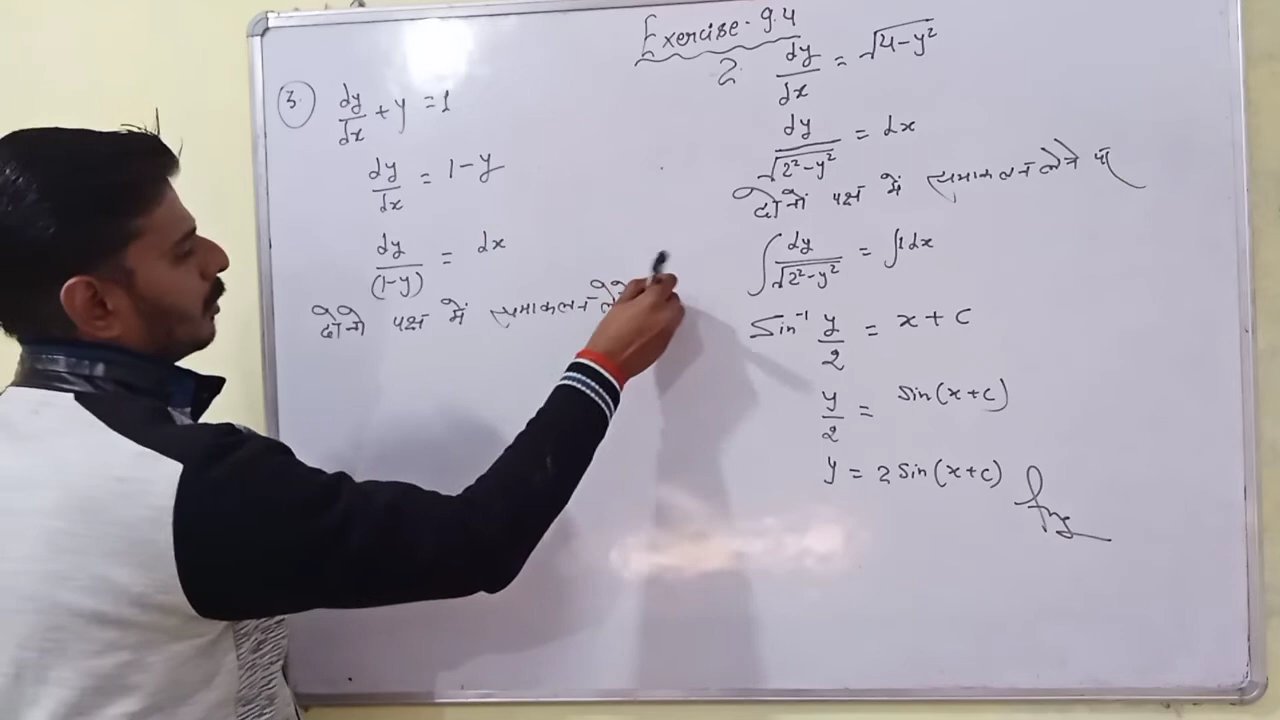 Exercise - 9.4
3. dy/dx + y = 1
dy/dx = 1-y
dy/(1-y) = dx
दोनो पक्ष में समाकलन लेने
2 dy/dx = √4-y²
dy/√2²-y² = dx
दोनो पक्ष में समाकलन लेने पर
∫ dy/√2²-y² = ∫1dx
Sin⁻¹ y/2 = x + c
y/2 = Sin(x+c)
y = 2 Sin(x+c)